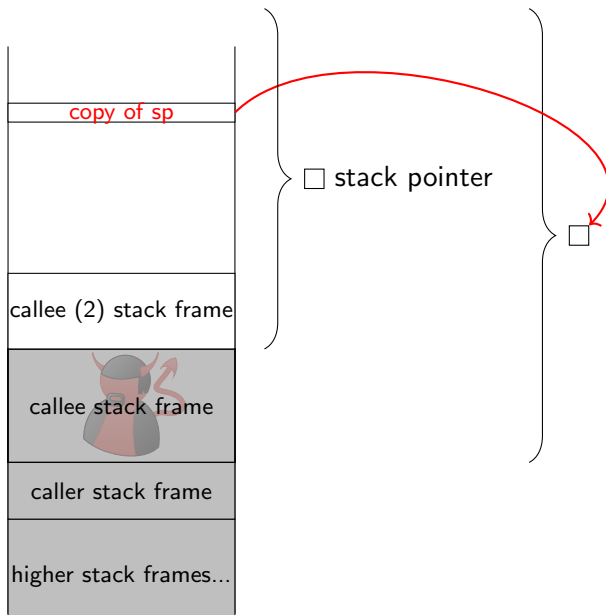 copy of sp
□ stack pointer
□
callee (2) stack frame
callee stack frame
caller stack frame
higher stack frames...